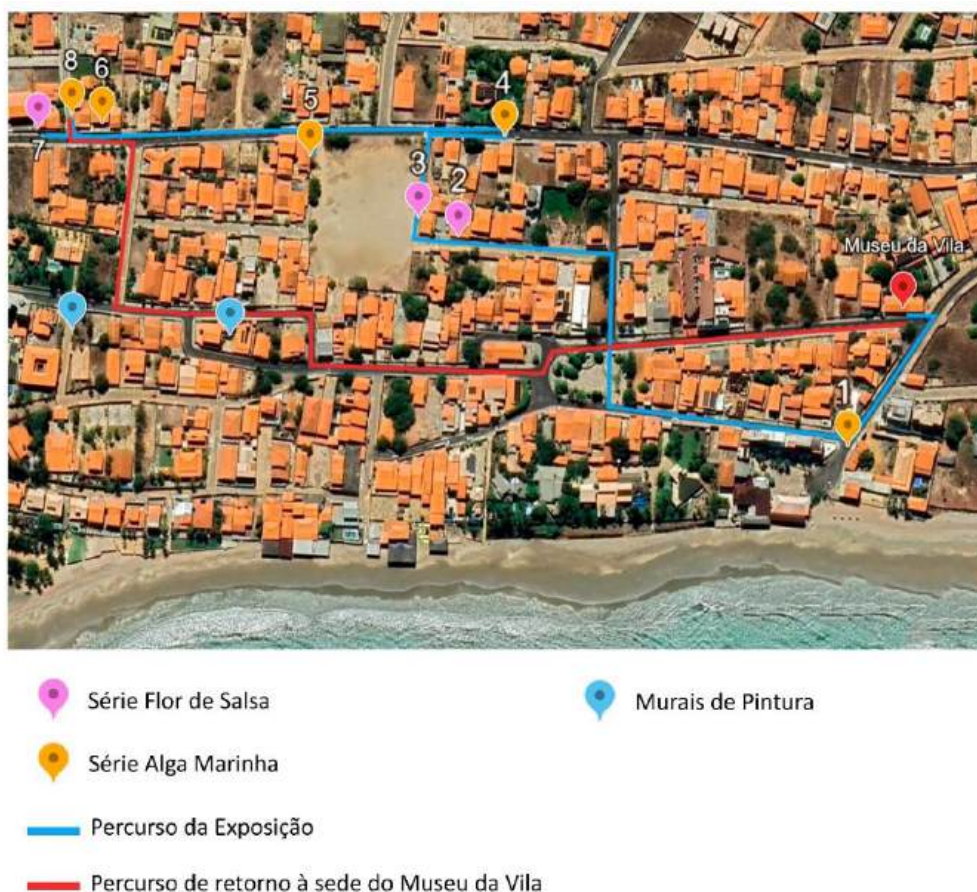 8
6
5
4
7
3
2
Museu da Vila
1
Série Flor de Salsa
Murais de Pintura
Série Alga Marinha
Percurso da Exposição
Percurso de retorno à sede do Museu da Vila